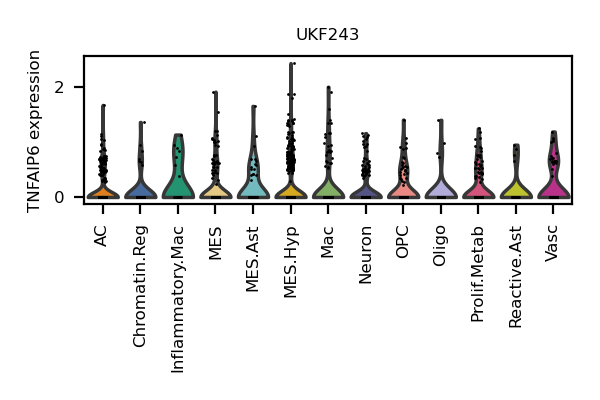 UKF243
TNFAIP6 expression
2
0
AC
Chromatin.Reg
Inflammatory.Mac
MES
MES.Ast
MES.Hyp
Mac
Neuron
OPC
Oligo
Prolif.Metab
Reactive.Ast
Vasc